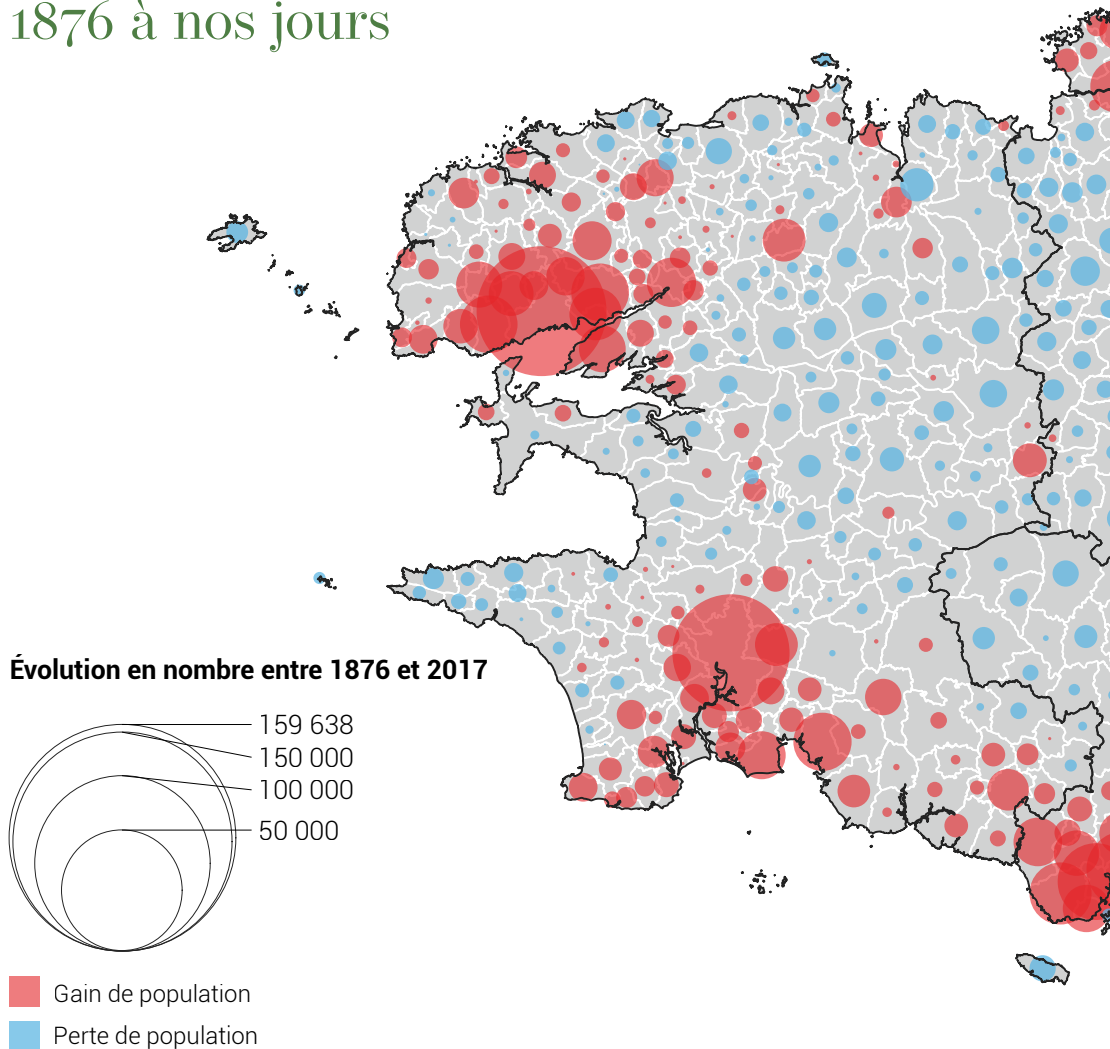 1876 à nos jours
Évolution en nombre entre 1876 et 2017
159 638
150 000
100 000
50 000
Gain de population
Perte de population